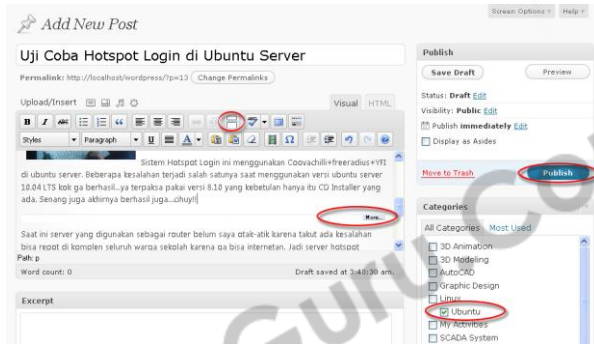 Screen Options
Help
Add New Post
Uji Coba Hotspot Login di Ubuntu Server
Permalink: http://localhost/wordpress/?p=13 Change Permalinks
Upload/Insert
Visual HTML
B I ABC
Styles Paragraph U A
Sistem Hotspot Login ini menggunakan Coovachilli+freeradius+YFI
di ubuntu server. Beberapa kesalahan terjadi salah satunya saat menggunakan versi ubuntu server
10.04 LTS kok ga berhasil...ya terpaksa pakai versi 8.10 yang kebetulan hanya itu CD Installer yang
ada. Senang juga akhirnya berhasil juga...cihuy!!
More...
Saat ini server yang digunakan sebagai router belum saya otak-atik karena takut ada kesalahan
bisa repot di komplen seluruh warga sekolah karena ga bisa internetan. Jadi server hotspot
Path: p
Word count: 0 Draft saved at 3:40:30 am.
Excerpt
Publish
Save Draft Preview
Status: Draft Edit
Visibility: Public Edit
Publish immediately Edit
Display as Asides
Move to Trash Publish
Categories
All Categories Most Used
3D Animation
3D Modeling
AutoCAD
Graphic Design
Linux
Ubuntu
My Activities
SCADA System